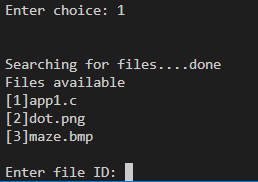 Enter choice: 1
Searching for files....done
Files available
[1]app1.c
[2]dot.png
[3]maze.bmp
Enter file ID: